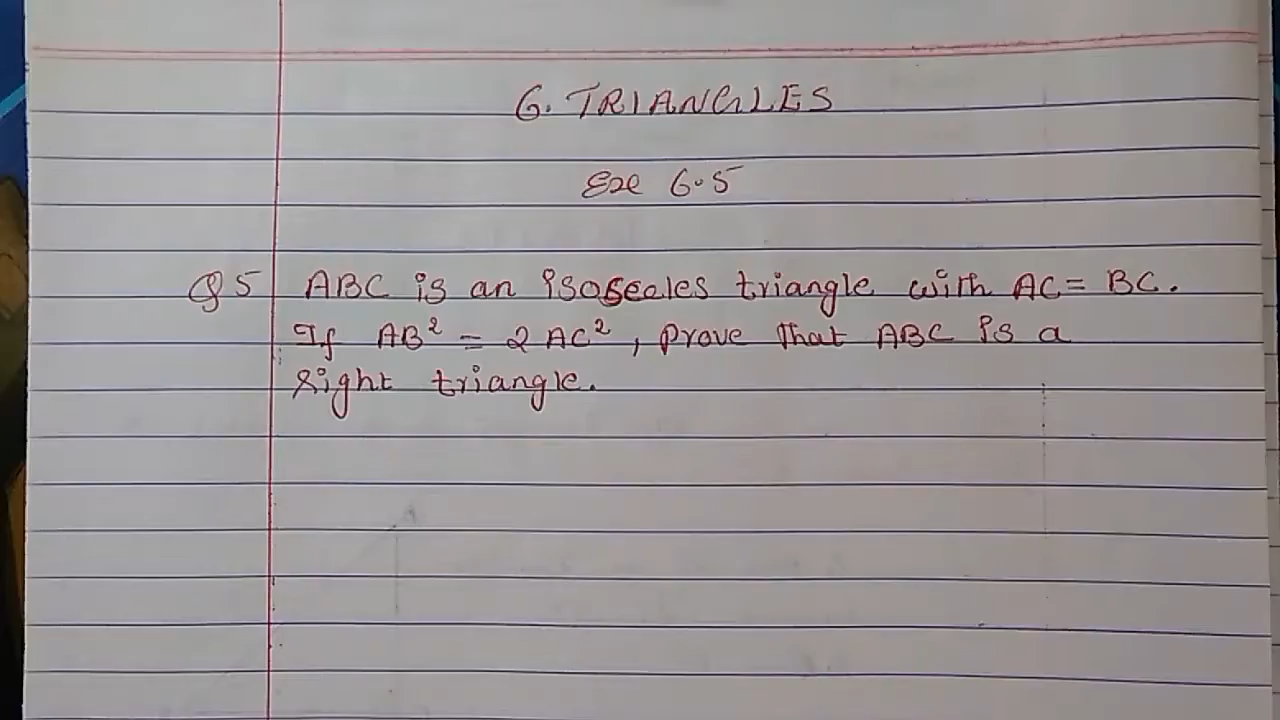 6. TRIANGLES
Exe 6.5
Q5 ABC is an isosceles triangle with AC = BC.
If AB² = 2AC², prove that ABC is a
Right triangle.